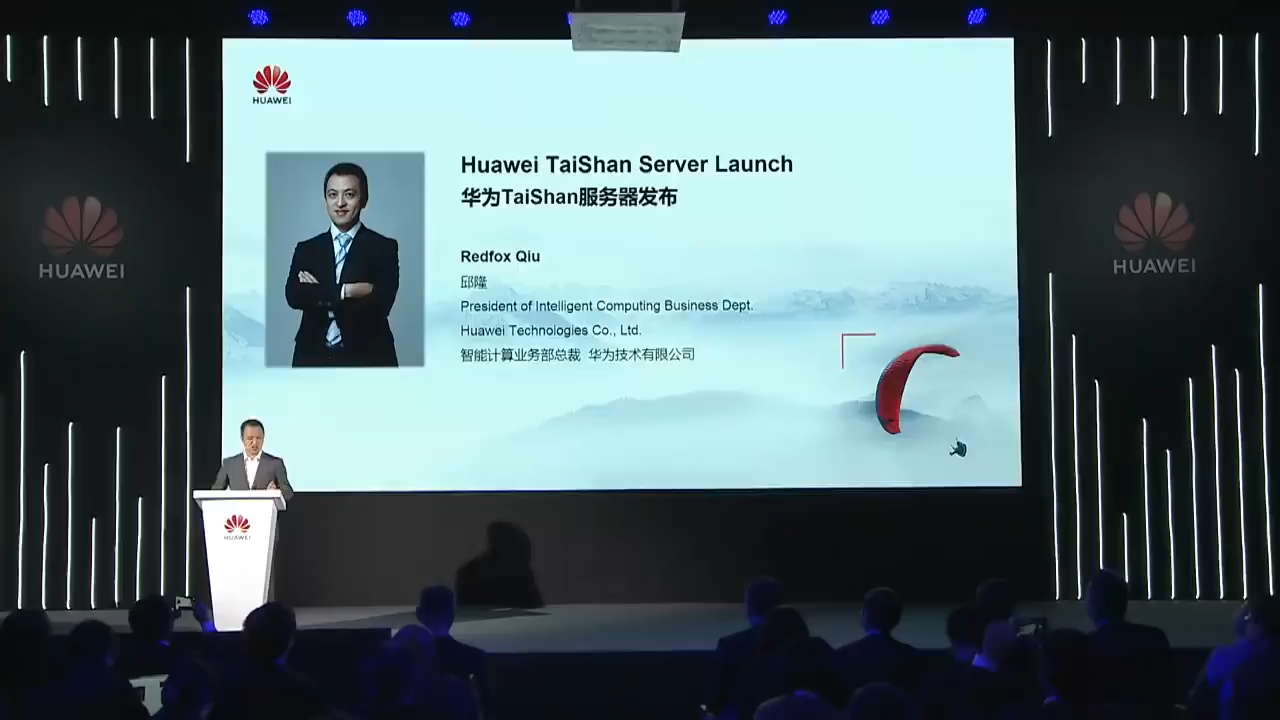 HUAWEI
Huawei TaiShan Server Launch
华为TaiShan服务器发布
Redfox Qiu
邱隆
President of Intelligent Computing Business Dept.
Huawei Technologies Co., Ltd.
智能计算业务部总裁 华为技术有限公司
HUAWEI
HUAWEI
HUAWEI